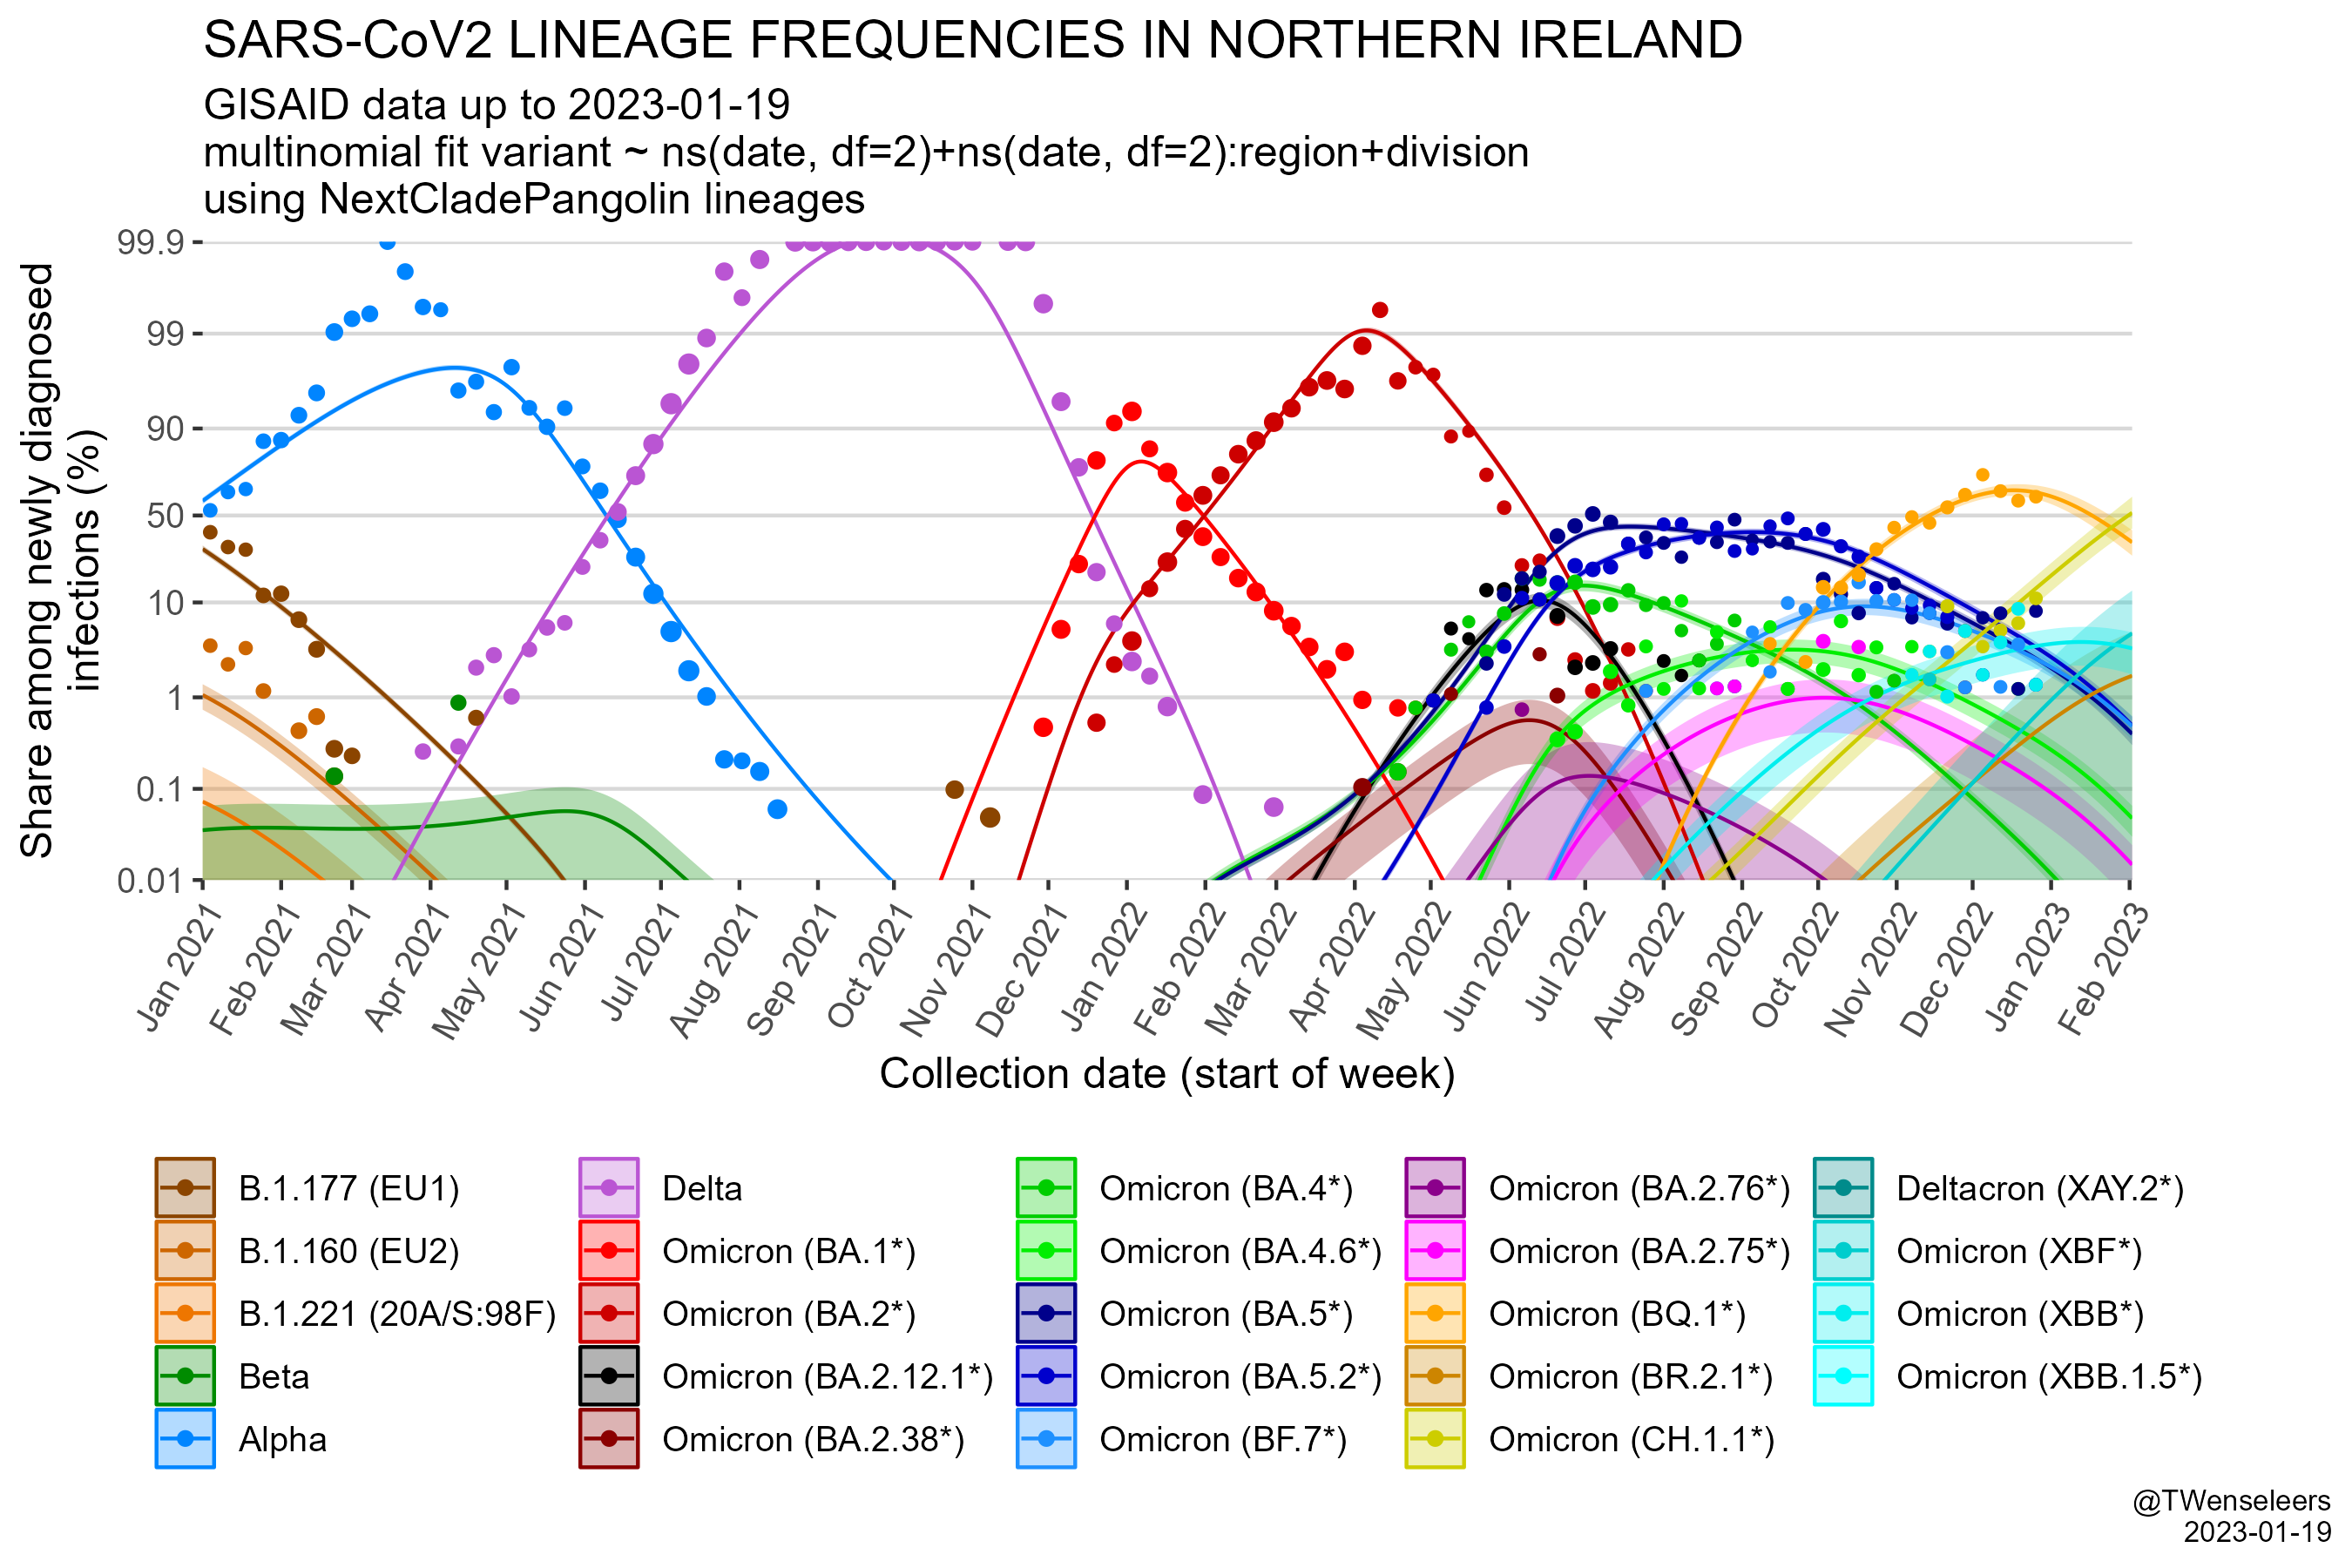 SARS-CoV2 LINEAGE FREQUENCIES IN NORTHERN IRELAND
GISAID data up to 2023-01-19
multinomial fit variant ~ ns(date, df=2)+ns(date, df=2):region+division
using NextCladePangolin lineages
Share among newly diagnosed
infections (%)
99.9
99
90
50
10
1
0.1
0.01
Jan 2021
Feb 2021
Mar 2021
Apr 2021
May 2021
Jun 2021
Jul 2021
Aug 2021
Sep 2021
Oct 2021
Nov 2021
Dec 2021
Jan 2022
Feb 2022
Mar 2022
Apr 2022
May 2022
Jun 2022
Jul 2022
Aug 2022
Sep 2022
Oct 2022
Nov 2022
Dec 2022
Jan 2023
Feb 2023
Collection date (start of week)
B.1.177 (EU1)
B.1.160 (EU2)
B.1.221 (20A/S:98F)
Beta
Alpha
Delta
Omicron (BA.1*)
Omicron (BA.2*)
Omicron (BA.2.12.1*)
Omicron (BA.2.38*)
Omicron (BA.4*)
Omicron (BA.4.6*)
Omicron (BA.5*)
Omicron (BA.5.2*)
Omicron (BF.7*)
Omicron (BA.2.76*)
Omicron (BA.2.75*)
Omicron (BQ.1*)
Omicron (BR.2.1*)
Omicron (CH.1.1*)
Deltacron (XAY.2*)
Omicron (XBF*)
Omicron (XBB*)
Omicron (XBB.1.5*)
@TWenseleers
2023-01-19